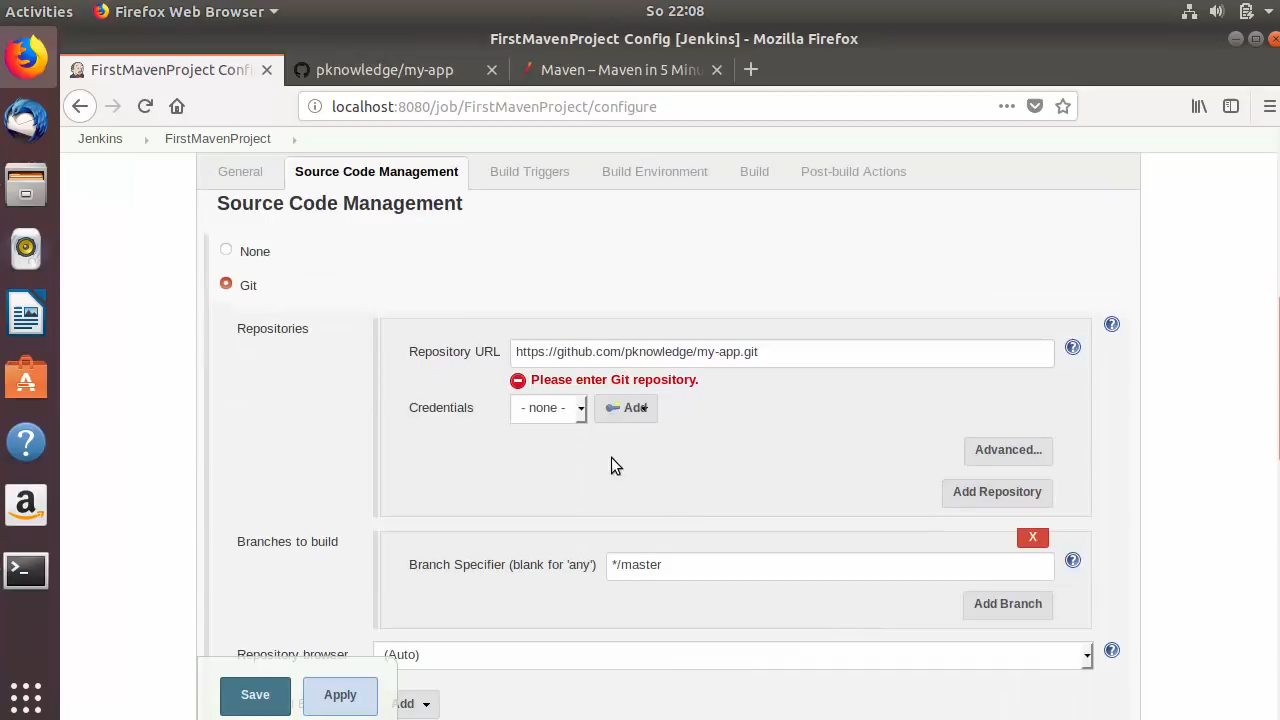 Activities Firefox Web Browser So 22:08
FirstMavenProject Config [Jenkins] - Mozilla Firefox
FirstMavenProject Confi pknowledge/my-app Maven – Maven in 5 Minu
localhost:8080/job/FirstMavenProject/configure
Jenkins FirstMavenProject
General Source Code Management Build Triggers Build Environment Build Post-build Actions
Source Code Management
None
Git
Repositories
Repository URL https://github.com/pknowledge/my-app.git
Please enter Git repository.
Credentials - none - Add
Advanced...
Add Repository
X
Branches to build
Branch Specifier (blank for 'any') */master
Add Branch
Repository browser (Auto)
Save Apply Add